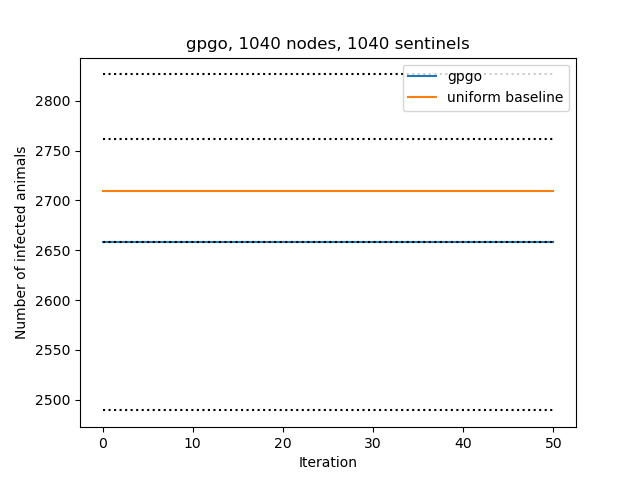 gpgo, 1040 nodes, 1040 sentinels
gpgo
uniform baseline
Number of infected animals
2800
2750
2700
2650
2600
2550
2500
0 10 20 30 40 50
Iteration